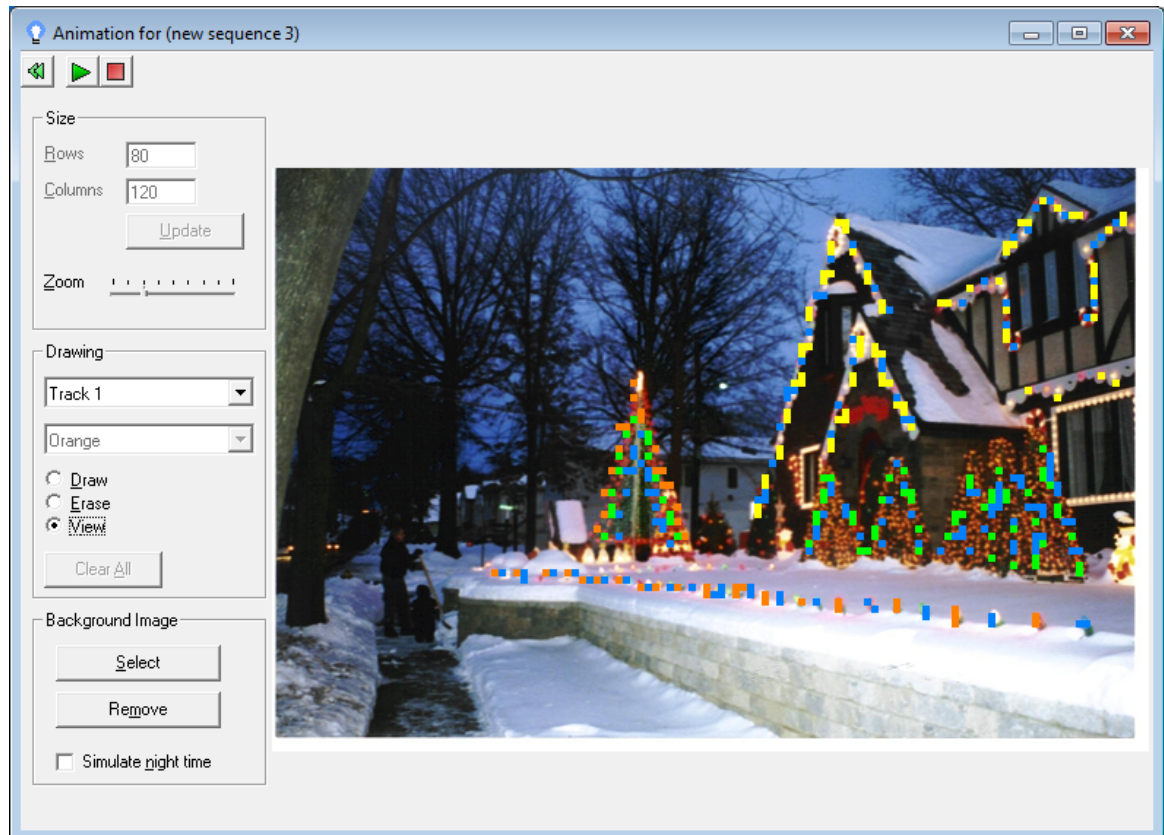 Animation for (new sequence 3)
Size
Rows 80
Columns 120
Update
Zoom
Drawing
Track 1
Orange
Draw
Erase
View
Clear All
Background Image
Select
Remove
Simulate night time